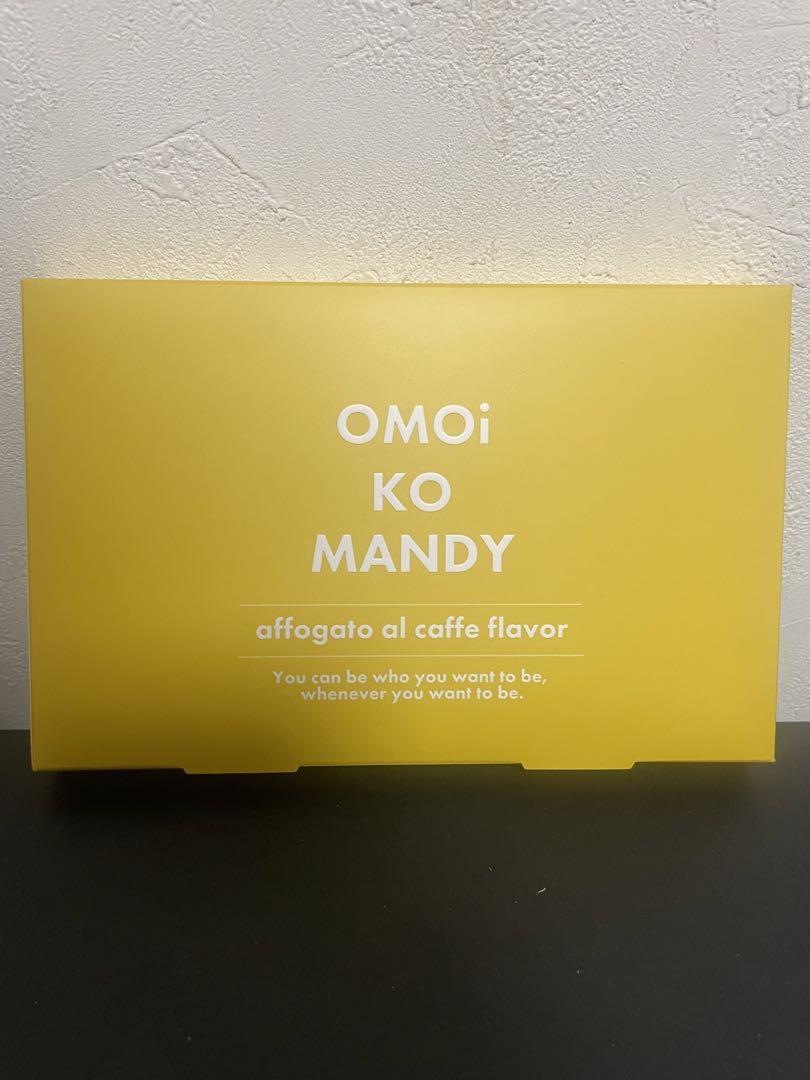 OMOi
KO
MANDY
affogato al caffe flavor
You can be who you want to be,
whenever you want to be.